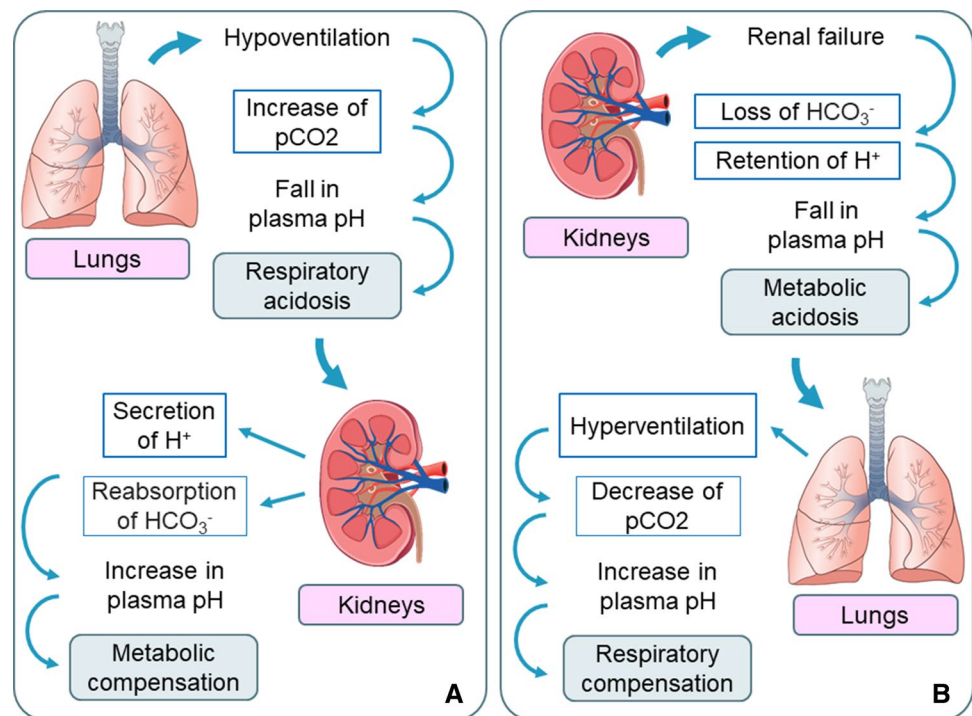 Hypoventilation
Increase of
pCO2
Fall in
plasma pH
Lungs
Respiratory
acidosis
Secretion
of H⁺
Reabsorption
of HCO₃⁻
Increase in
plasma pH
Kidneys
Metabolic
compensation
A
Renal failure
Loss of HCO₃⁻
Retention of H⁺
Kidneys
Fall in
plasma pH
Metabolic
acidosis
Hyperventilation
Decrease of
pCO2
Increase in
plasma pH
Lungs
Respiratory
compensation
B